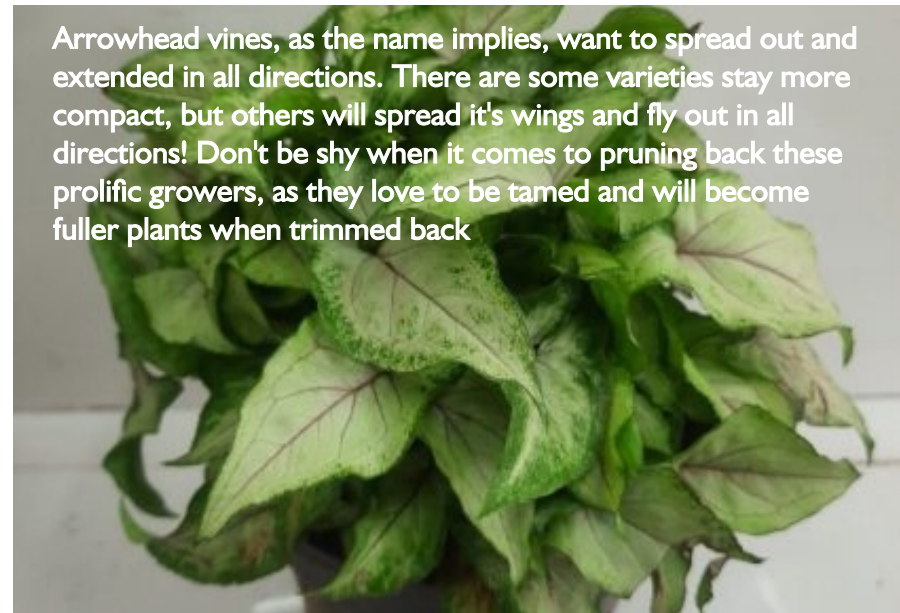 Arrowhead vines, as the name implies, want to spread out and
extended in all directions. There are some varieties stay more
compact, but others will spread it's wings and fly out in all
directions! Don't be shy when it comes to pruning back these
prolific growers, as they love to be tamed and will become
fuller plants when trimmed back